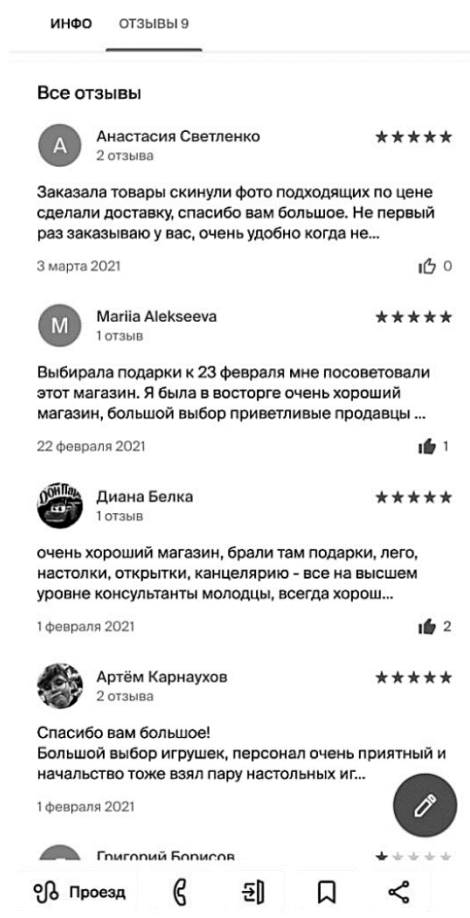 ИНФО ОТЗЫВЫ 9
Все отзывы
А
Анастасия Светленко
2 отзыва
Заказала товары скинули фото подходящих по цене
сделали доставку, спасибо вам большое. Не первый
раз заказываю у вас, очень удобно когда не...
3 марта 2021 0
M
Mariia Alekseeva
1 отзыв
Выбирала подарки к 23 февраля мне посоветовали
этот магазин. Я была в восторге очень хороший
магазин, большой выбор приветливые продавцы ...
22 февраля 2021 1
Диана Белка
1 отзыв
очень хороший магазин, брали там подарки, лего,
настолки, открытки, канцелярию - все на высшем
уровне консультанты молодцы, всегда хорош...
1 февраля 2021 2
Артём Карнаухов
2 отзыва
Спасибо вам большое!
Большой выбор игрушек, персонал очень приятный и
начальство тоже взял пару настольных иг...
1 февраля 2021
Григорий Борисов
Проезд